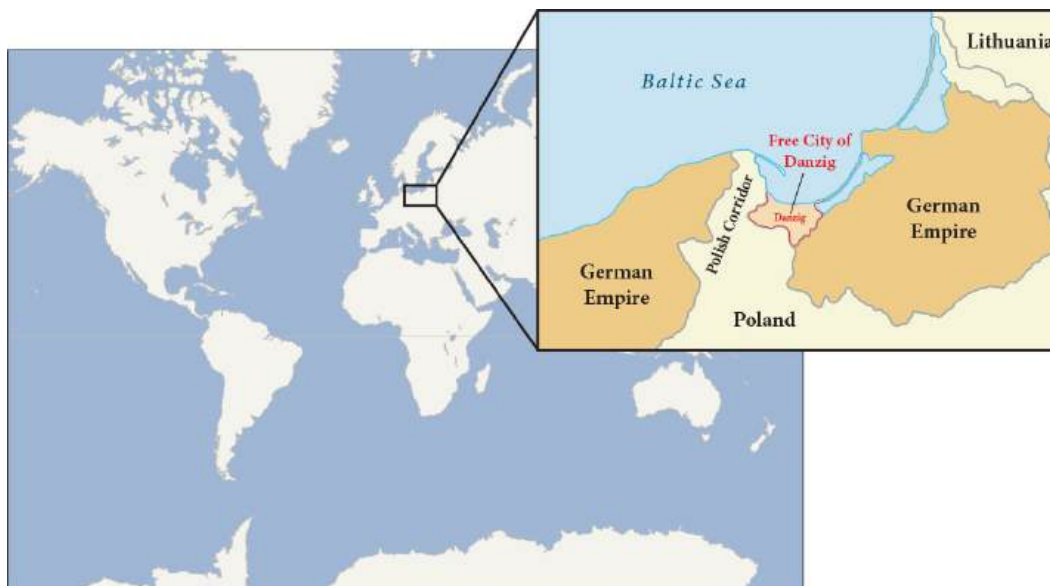 Lithuania
Baltic Sea
Free City of
Danzig
Danzig
Polish Corridor
German
Empire
German
Empire
Poland